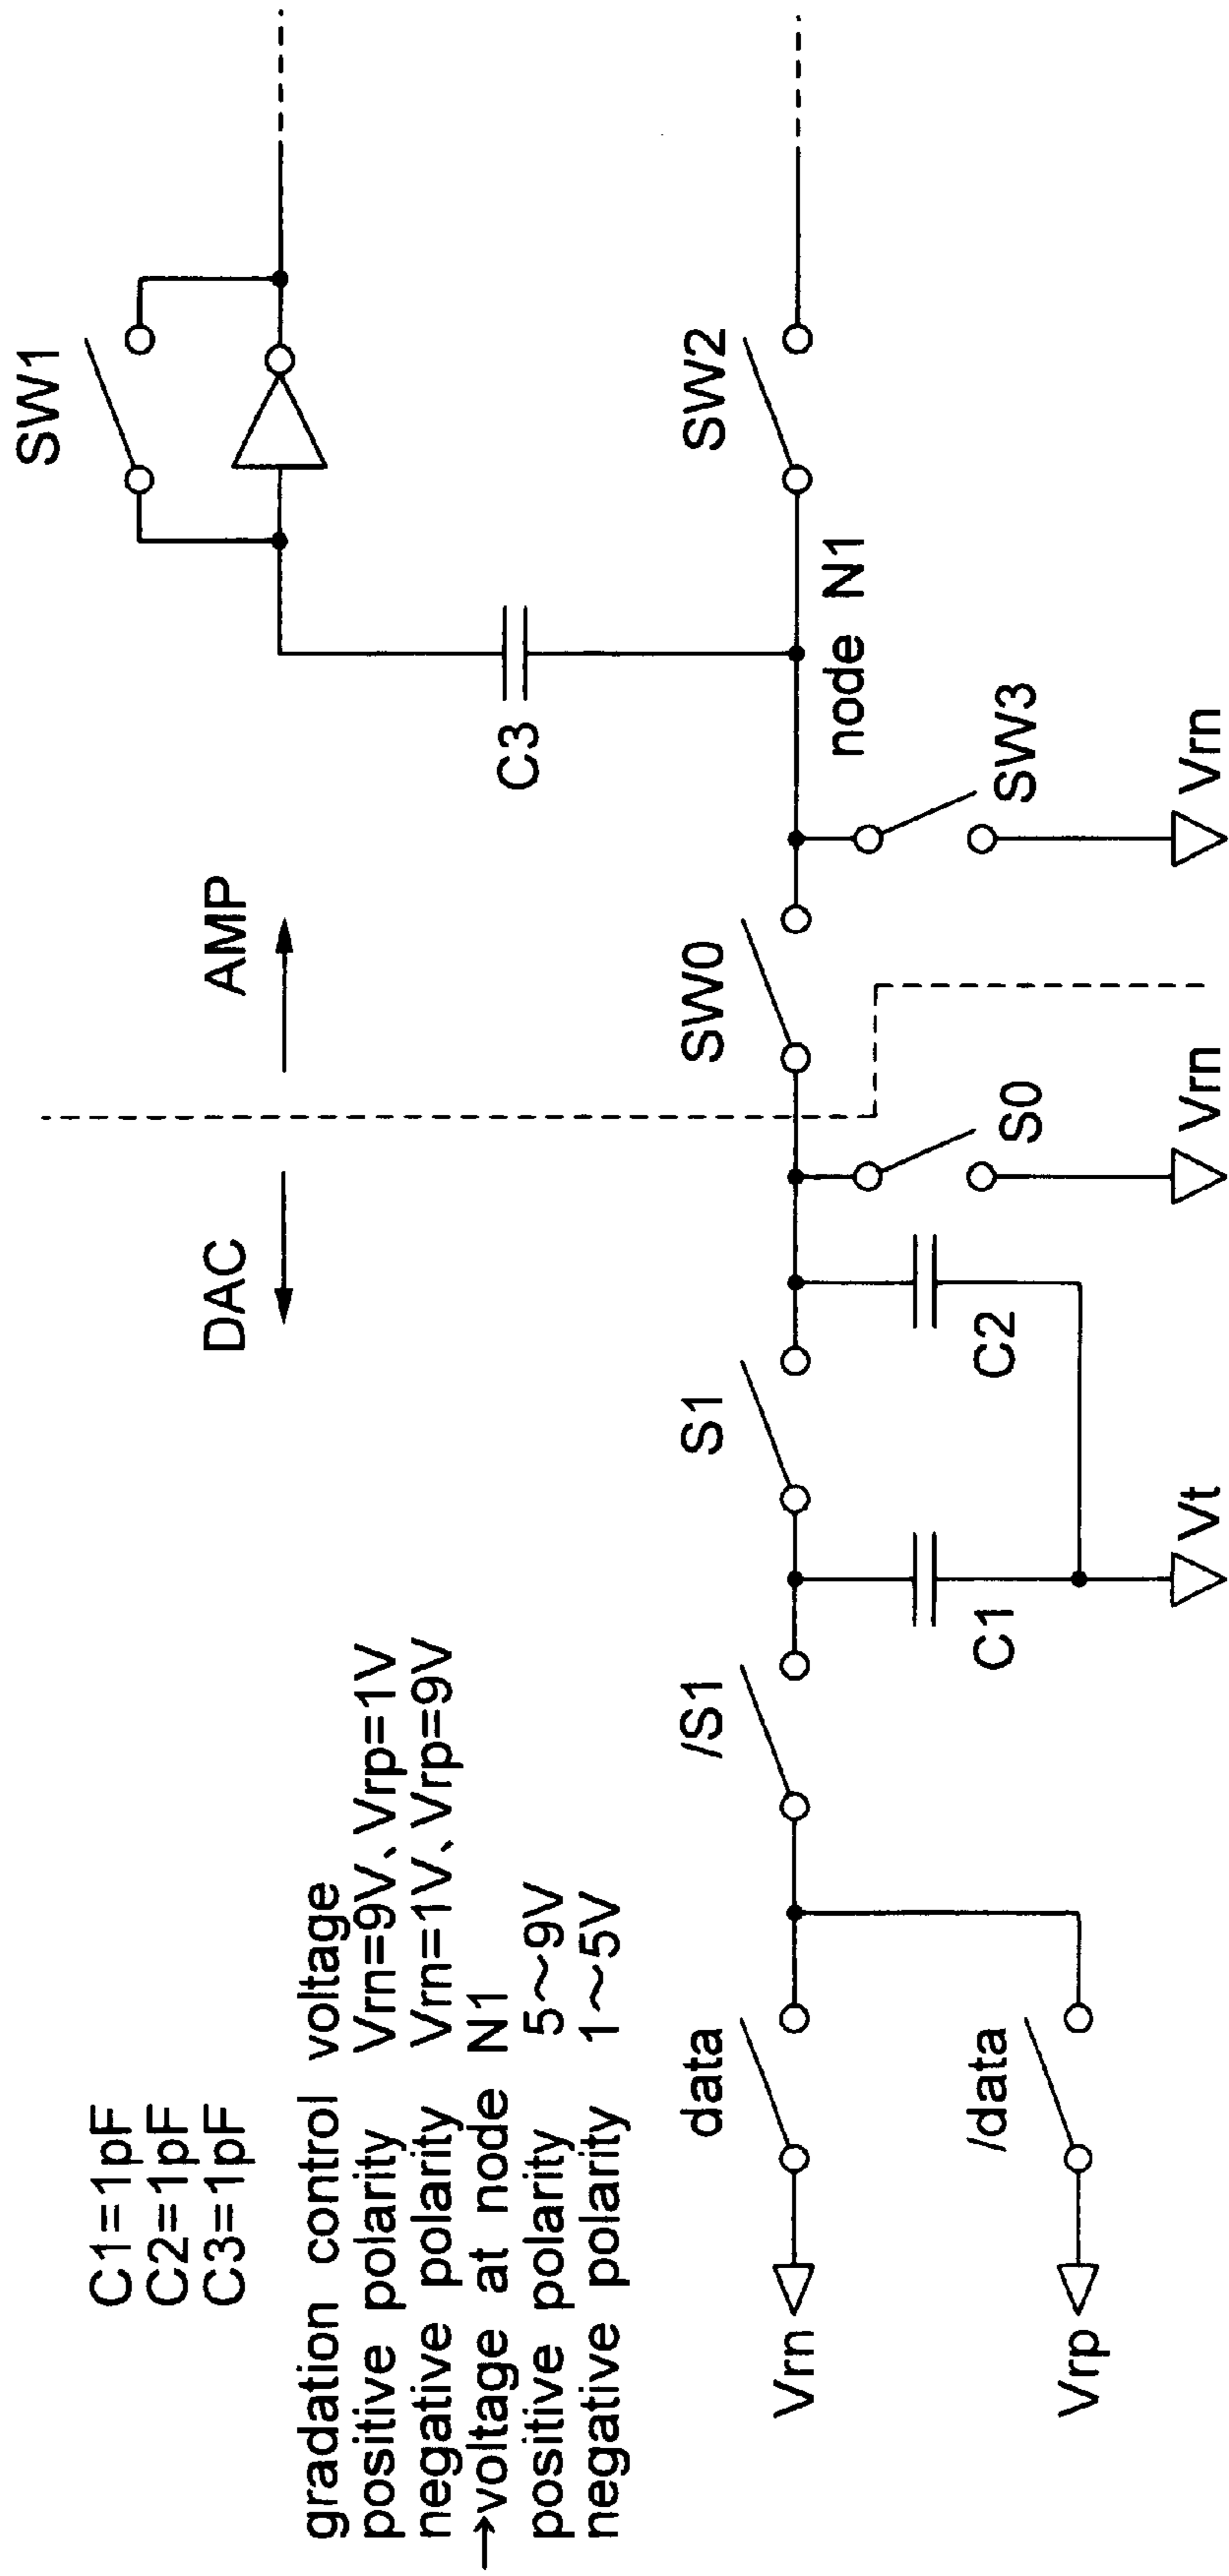 C1=1pF
C2=1pF
C3=1pF
gradation control voltage
positive polarity Vrn=9V、Vrp=1V
negative polarity Vrn=1V、Vrp=9V
→voltage at node N1
positive polarity 5～9V
negative polarity 1～5V
DAC
AMP
SW1
C3
data
/S1
S1
SW0
SW2
node N1
Vrn
/data
Vrp
C1
C2
S0
SW3
Vt
Vrn
Vrn